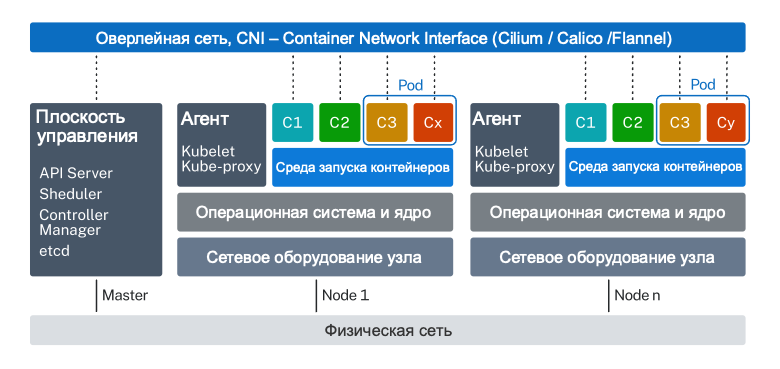 Оверлейная сеть, CNI – Container Network Interface (Cilium / Calico /Flannel)
Pod
Pod
Плоскость
управления
API Server
Sheduler
Controller
Manager
etcd
Агент
Kubelet
Kube-proxy
C1
C2
C3
Cx
Среда запуска контейнеров
Операционная система и ядро
Сетевое оборудование узла
Агент
Kubelet
Kube-proxy
C1
C2
C3
Cy
Среда запуска контейнеров
Операционная система и ядро
Сетевое оборудование узла
Master
Node 1
Node n
Физическая сеть